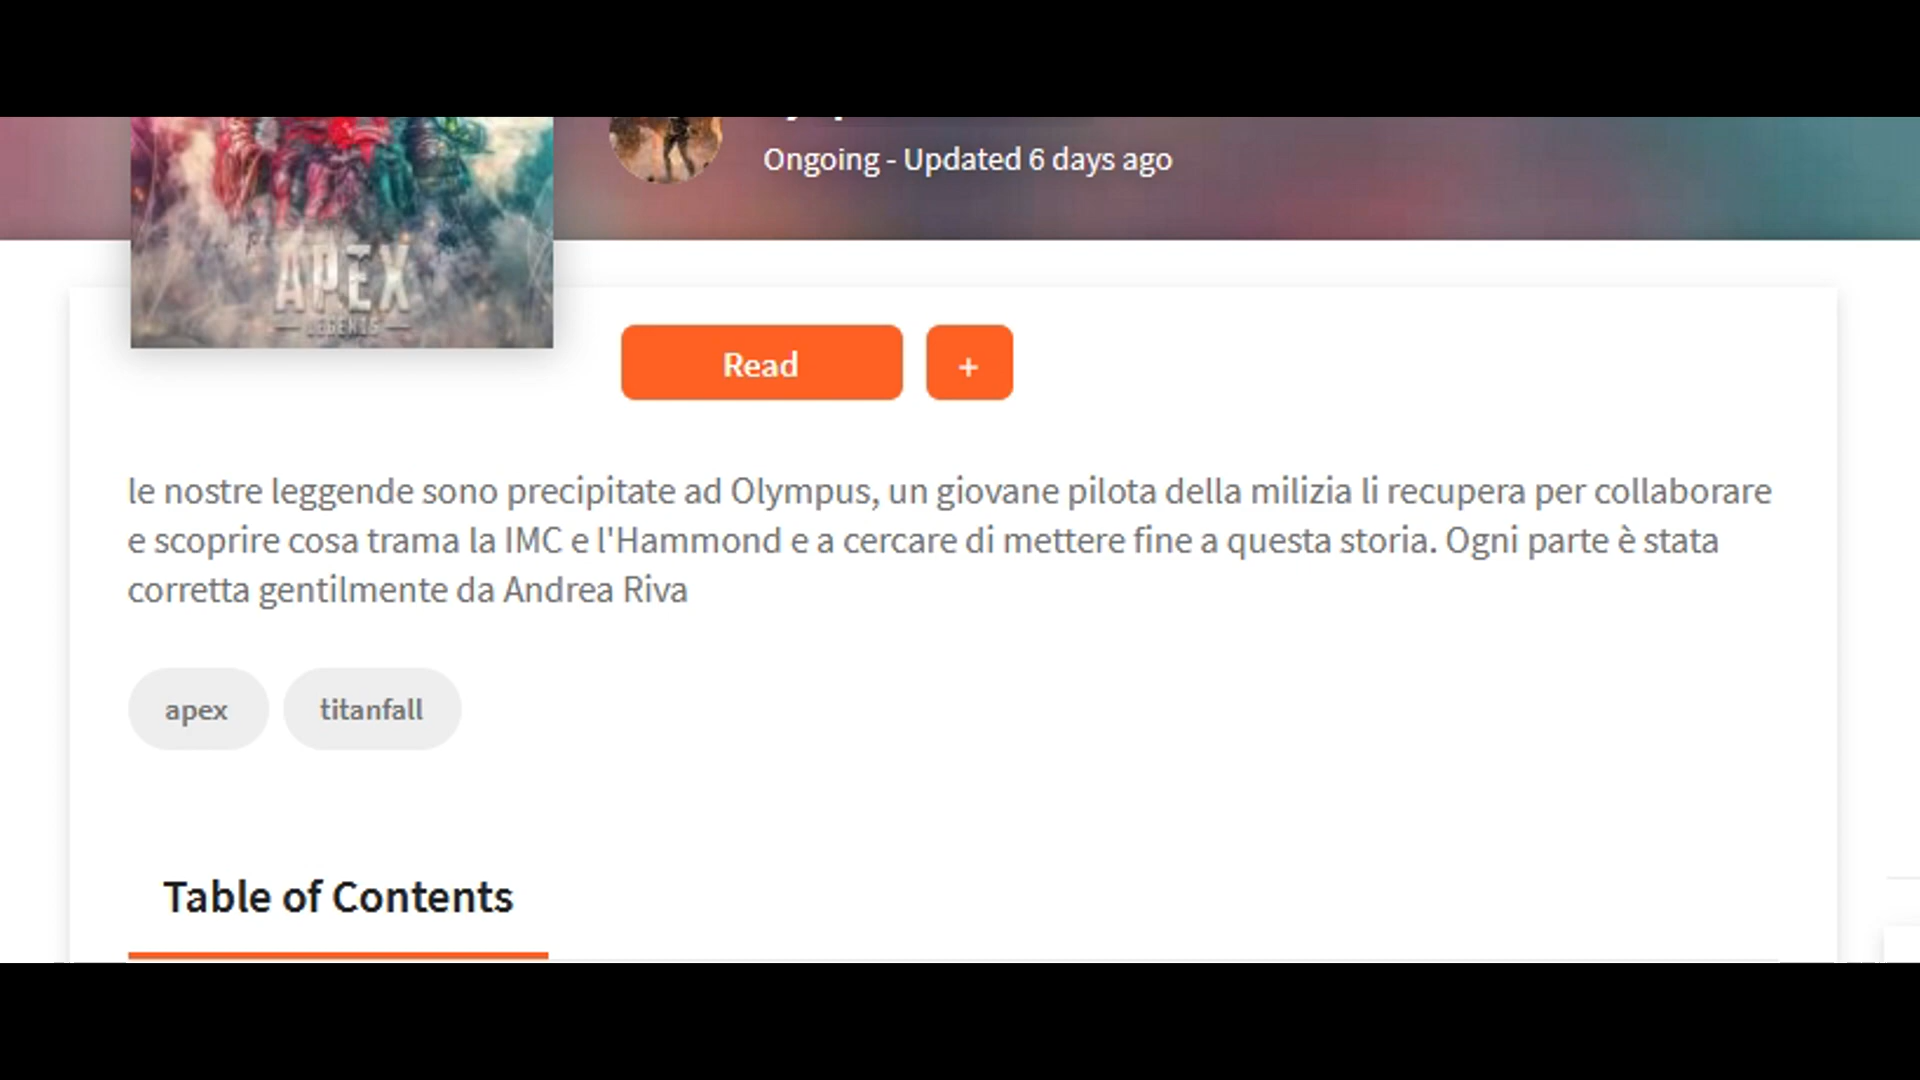 Ongoing - Updated 6 days ago
APEX
LEGENDS
Read
+
le nostre leggende sono precipitate ad Olympus, un giovane pilota della milizia li recupera per collaborare
e scoprire cosa trama la IMC e l'Hammond e a cercare di mettere fine a questa storia. Ogni parte è stata
corretta gentilmente da Andrea Riva
apex
titanfall
Table of Contents